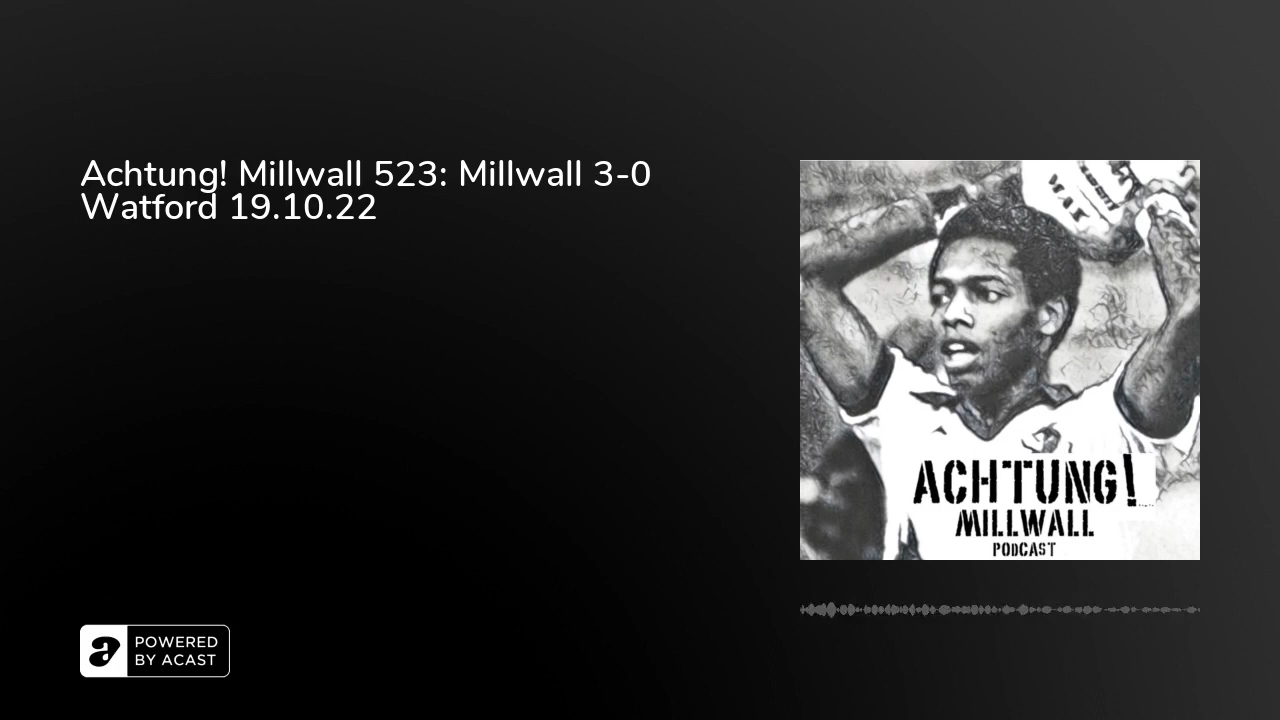 Achtung! Millwall 523: Millwall 3-0
Watford 19.10.22
ACHTUNG!
MILLWALL
PODCAST
POWERED
BY ACAST